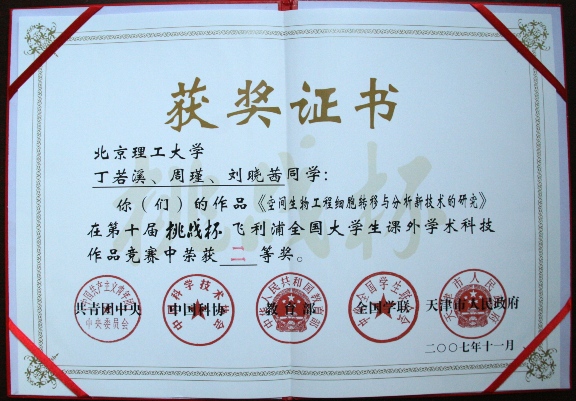 获奖证书
北京理工大学
丁若溪、周瑾、刘晓茜同学:
你(们)的作品《空间生物工程细胞转移与分析新技术的研究》
在第十届挑战杯飞利浦全国大学生课外学术科技
作品竞赛中荣获 二 等奖。
共青团中央 中国科协 教育部 全国学联 天津市人民政府
二〇〇七年十一月
挑战杯